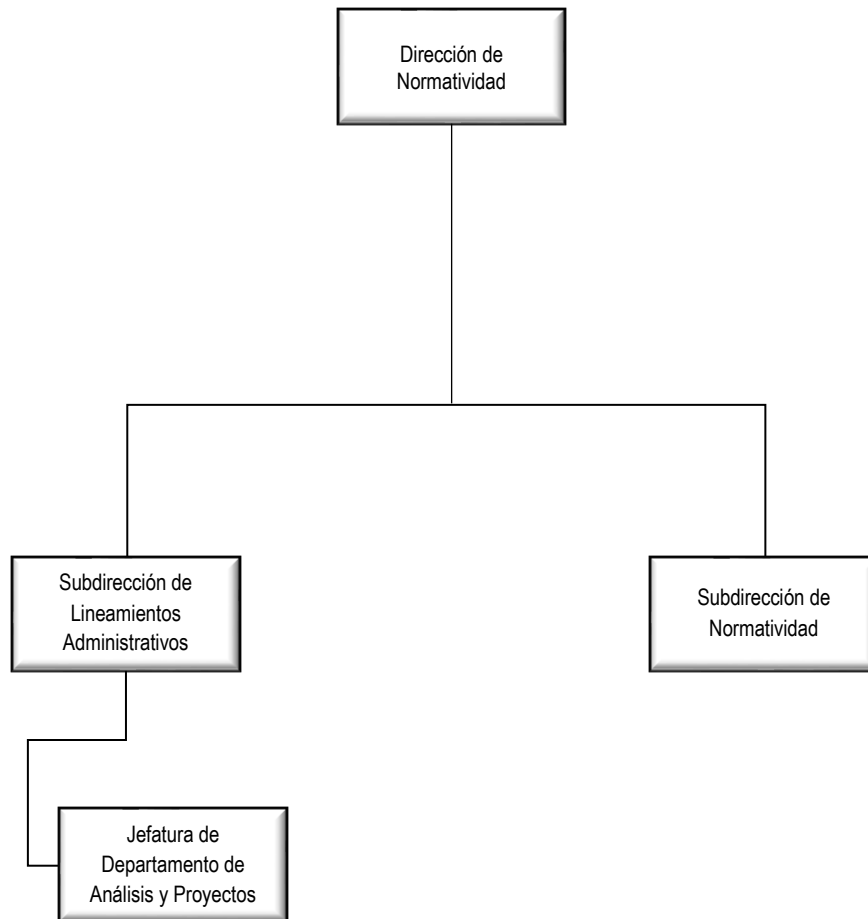 Dirección de
Normatividad
Subdirección de
Lineamientos
Administrativos
Subdirección de
Normatividad
Jefatura de
Departamento de
Análisis y Proyectos